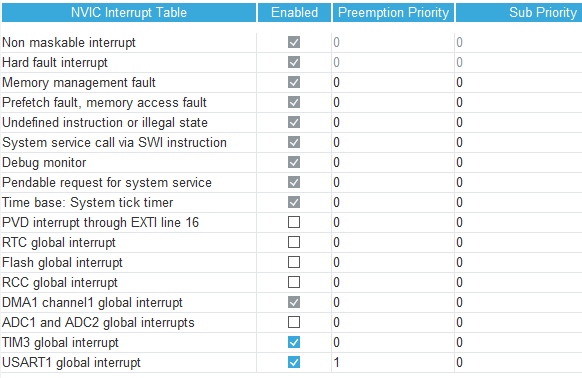 NVIC Interrupt Table Enabled Preemption Priority Sub Priority
Non maskable interrupt 0 0
Hard fault interrupt 0 0
Memory management fault 0 0
Prefetch fault, memory access fault 0 0
Undefined instruction or illegal state 0 0
System service call via SWI instruction 0 0
Debug monitor 0 0
Pendable request for system service 0 0
Time base: System tick timer 0 0
PVD interrupt through EXTI line 16 0 0
RTC global interrupt 0 0
Flash global interrupt 0 0
RCC global interrupt 0 0
DMA1 channel1 global interrupt 0 0
ADC1 and ADC2 global interrupts 0 0
TIM3 global interrupt 0 0
USART1 global interrupt 1 0